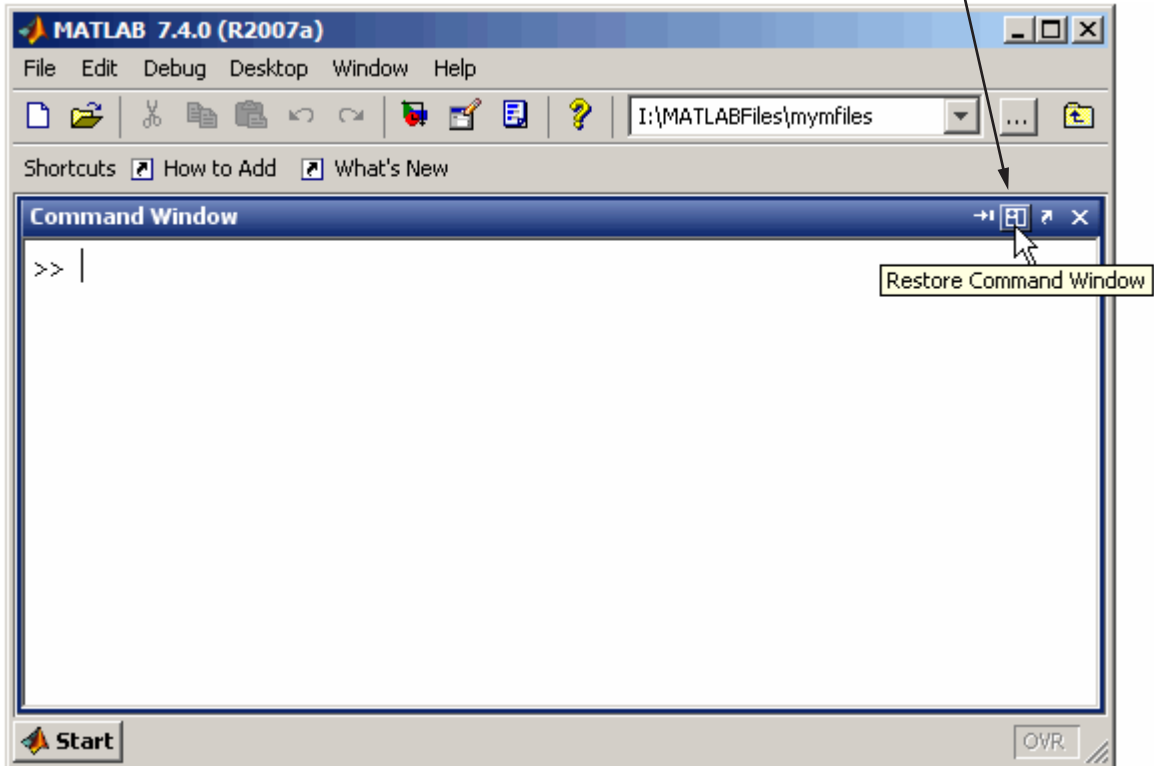 MATLAB 7.4.0 (R2007a)
File Edit Debug Desktop Window Help
I:\MATLABFiles\mymfiles ...
Shortcuts How to Add What's New
Command Window
>>
Restore Command Window
Start OVR